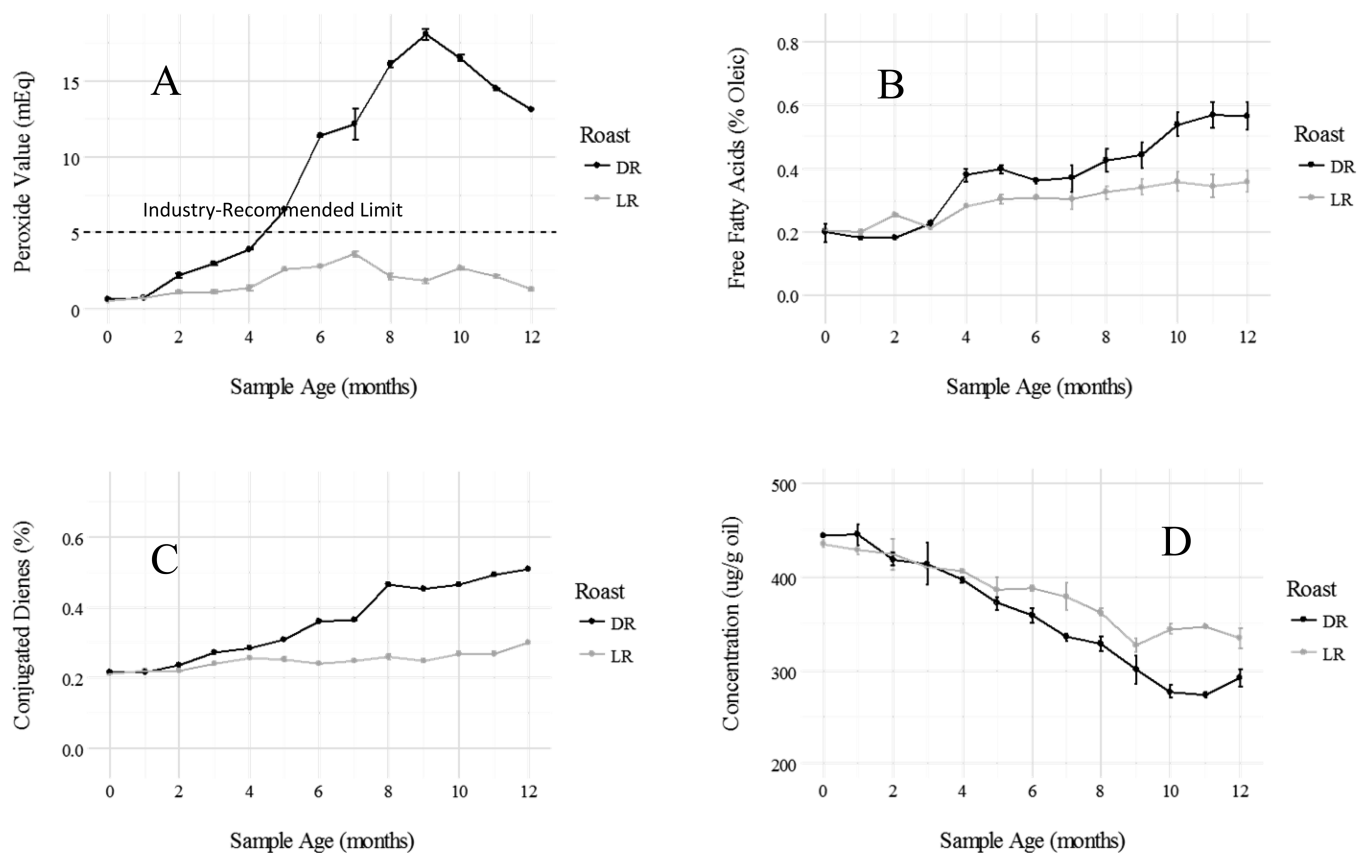 A
Peroxide Value (mEq)
15
10
5
0
Industry-Recommended Limit
0 2 4 6 8 10 12
Sample Age (months)
Roast
DR
LR
B
Free Fatty Acids (% Oleic)
0.8
0.6
0.4
0.2
0.0
0 2 4 6 8 10 12
Sample Age (months)
Roast
DR
LR
C
Conjugated Dienes (%)
0.6
0.4
0.2
0.0
0 2 4 6 8 10 12
Sample Age (months)
Roast
DR
LR
D
Concentration (ug/g oil)
500
400
300
200
0 2 4 6 8 10 12
Sample Age (months)
Roast
DR
LR